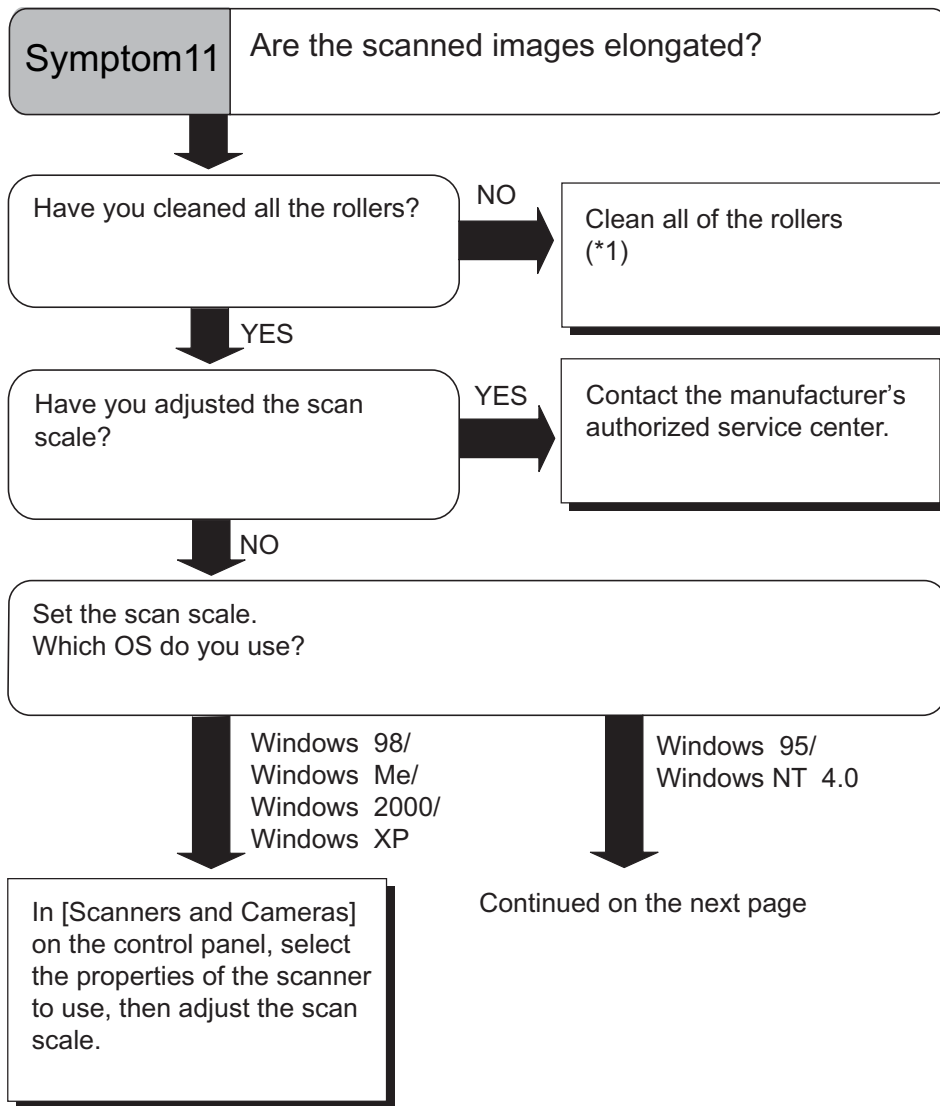 Symptom11
Are the scanned images elongated?
Have you cleaned all the rollers?
NO
Clean all of the rollers
(*1)
YES
Have you adjusted the scan
scale?
YES
Contact the manufacturer’s
authorized service center.
NO
Set the scan scale.
Which OS do you use?
Windows 98/
Windows Me/
Windows 2000/
Windows XP
Windows 95/
Windows NT 4.0
In [Scanners and Cameras]
on the control panel, select
the properties of the scanner
to use, then adjust the scan
scale.
Continued on the next page